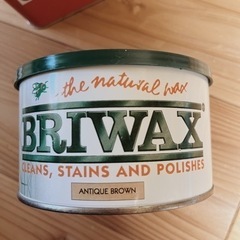 the natural wax
BRIWAX
CLEANS, STAINS AND POLISHES
ANTIQUE BROWN